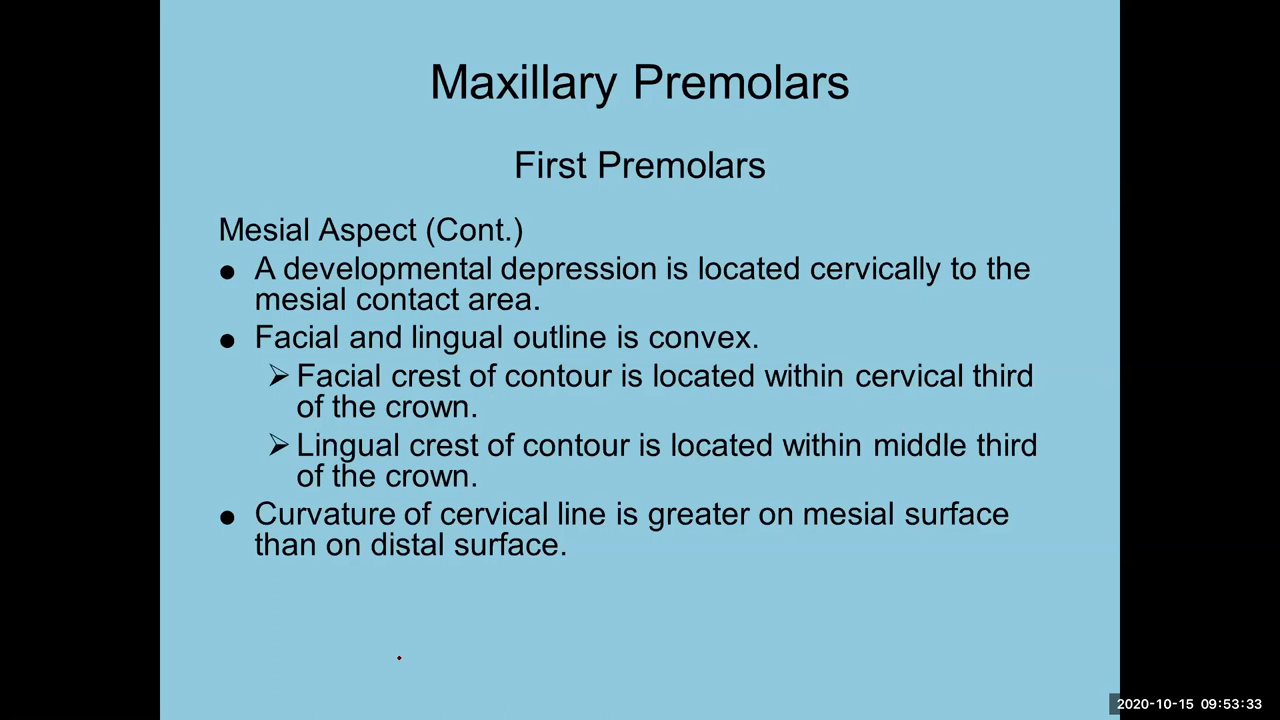 Maxillary Premolars
First Premolars
Mesial Aspect (Cont.)
● A developmental depression is located cervically to the
mesial contact area.
● Facial and lingual outline is convex.
➢ Facial crest of contour is located within cervical third
of the crown.
➢ Lingual crest of contour is located within middle third
of the crown.
● Curvature of cervical line is greater on mesial surface
than on distal surface.
2020-10-15 09:53:33